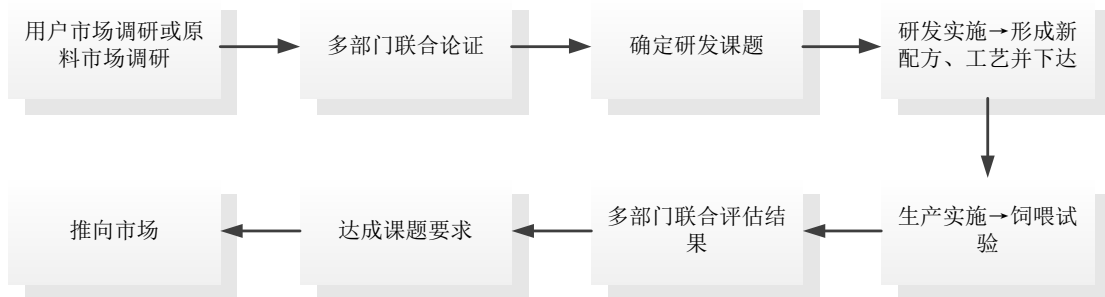 用户市场调研或原
料市场调研
多部门联合论证
确定研发课题
研发实施→形成新
配方、工艺并下达
生产实施→饲喂试
验
多部门联合评估结
果
达成课题要求
推向市场